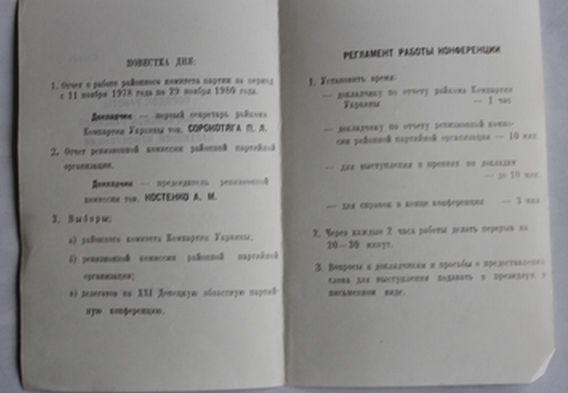 ПОВЕСТКА ДНЯ:
1. Отчет о работе районного комитета партии за период
с 11 ноября 1978 года по 29 ноября 1980 года.
Докладчик — первый секретарь райкома
Компартии Украины тов. СОРОКОТЯГА П. Л.
2. Отчет ревизионной комиссии районной партийной
организации.
Докладчик — председатель ревизионной
комиссии тов. КОСТЕНКО А. М.
3. Выборы:
а) районного комитета Компартии Украины;
б) ревизионной комиссии районной партийной
организации;
в) делегатов на XXI Донецкую областную партий-
ную конференцию.
РЕГЛАМЕНТ РАБОТЫ КОНФЕРЕНЦИИ
1. Установить время:
— докладчику по отчету райкома Компартии
Украины — 1 час
— докладчику по отчету ревизионной комис-
сии районной партийной организации — 10 мин.
— для выступления в прениях по докладам
— до 10 мин.
— для справок в конце конференции — 3 мин.
2. Через каждые 2 часа работы делать перерыв на
20—30 минут.
3. Вопросы к докладчикам и просьбы о предоставлении
слова для выступления подавать в президиум в
письменном виде.